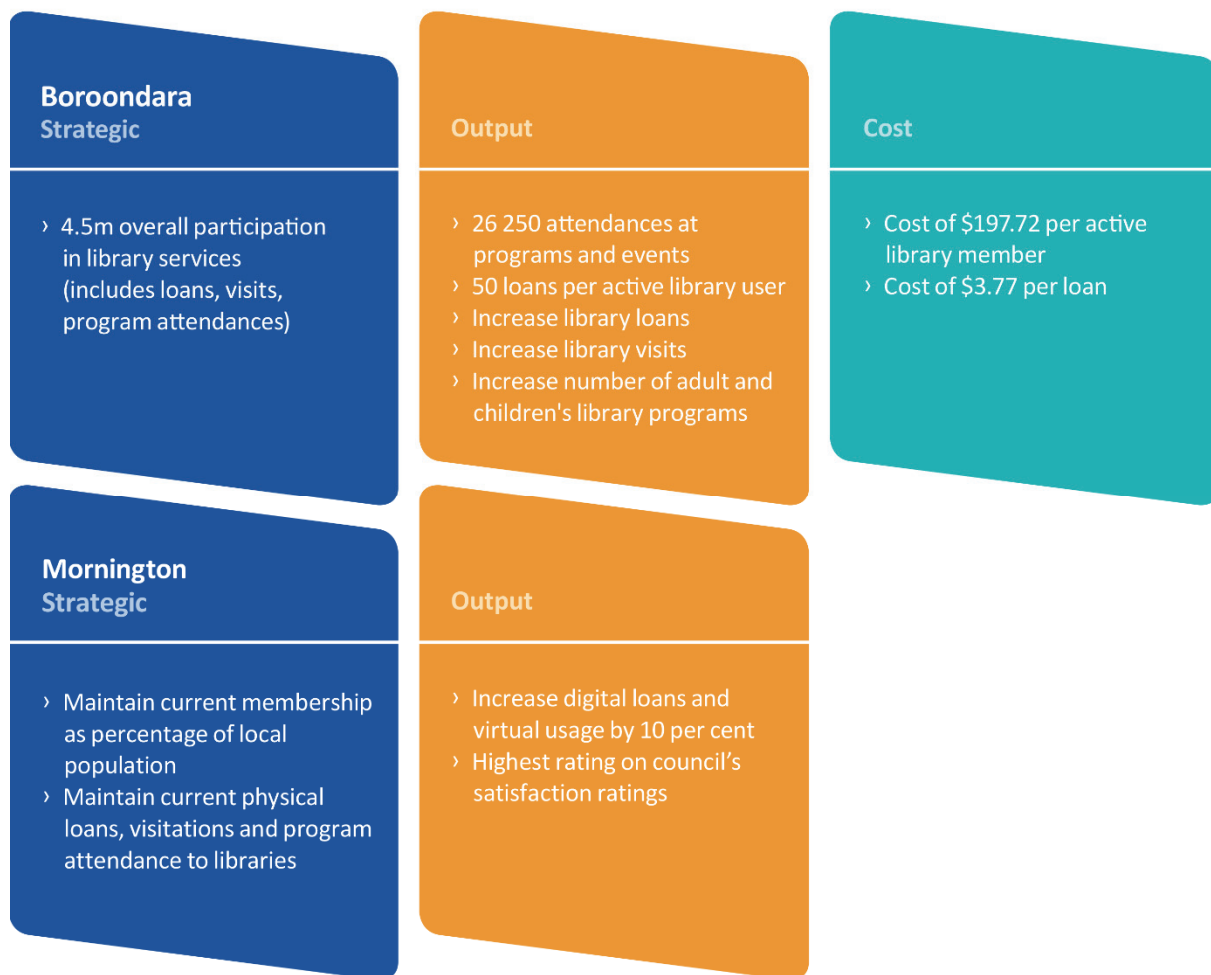 Boroondara
Strategic
› 4.5m overall participation
in library services
(includes loans, visits,
program attendances)
Output
› 26 250 attendances at
programs and events
› 50 loans per active library user
› Increase library loans
› Increase library visits
› Increase number of adult and
children's library programs
Cost
› Cost of $197.72 per active
library member
› Cost of $3.77 per loan
Mornington
Strategic
› Maintain current membership
as percentage of local
population
› Maintain current physical
loans, visitations and program
attendance to libraries
Output
› Increase digital loans and
virtual usage by 10 per cent
› Highest rating on council’s
satisfaction ratings